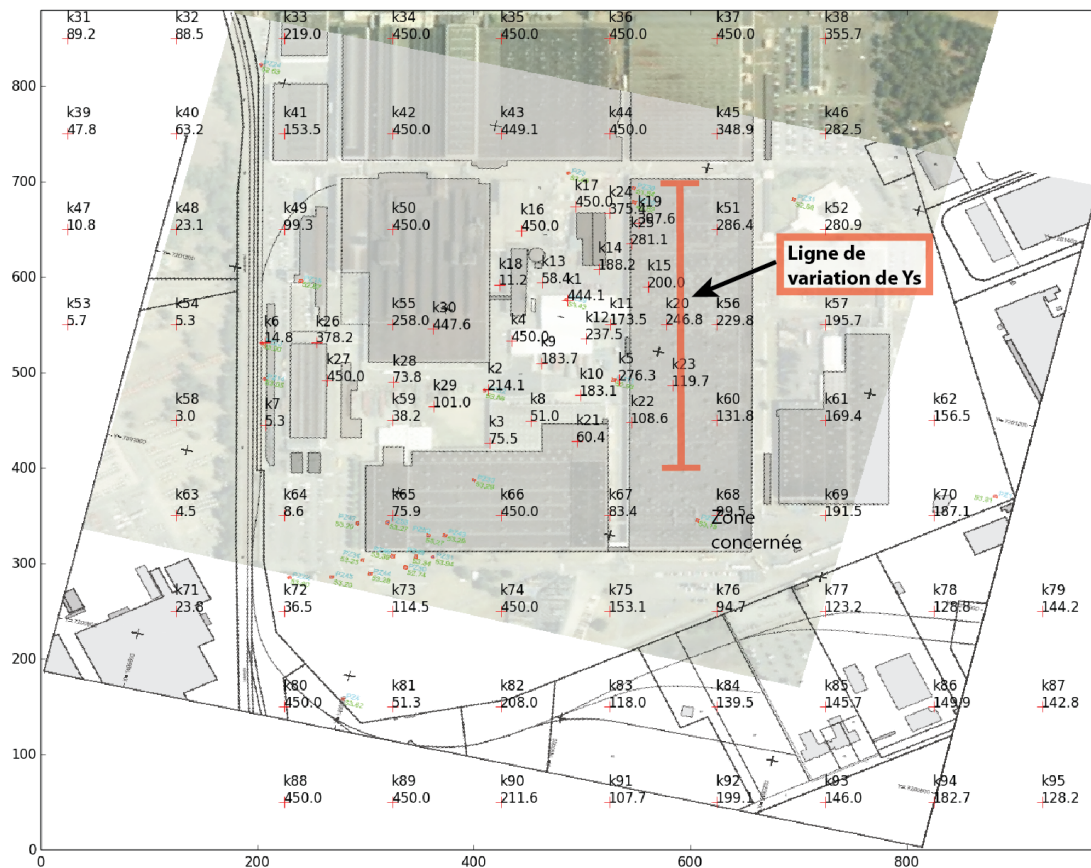 k31 k32 k33 k34 k35 k36 k37 k38
89.2 88.5 219.0 450.0 450.0 450.0 450.0 355.7
800
k39 k40 k41 k42 k43 k44 k45 k46
47.8 63.2 153.5 450.0 449.1 450.0 348.9 282.5
700
k17 k24
450.0 375.4
k19
307.6
k47 k48 k49 k50 k16 k25 k51 k52
10.8 23.1 99.3 450.0 450.0 281.1 286.4 280.9
k14
188.2
k18 k13 k15
11.2 58.4 200.0
k1
444.1
600
Ligne de
variation de Ys
k53 k54 k55 k30 k11 k20 k56 k57
5.7 5.3 258.0 447.6 173.5 246.8 229.8 195.7
k6 k26 k4 k12
14.8 378.2 450.0 237.5
k9
183.7
k27 k28 k2 k10 k5 k23
450.0 73.8 214.1 183.1 276.3 119.7
500
k58 k7 k59 k29 k8 k22 k60 k61 k62
3.0 5.3 38.2 101.0 51.0 108.6 131.8 169.4 156.5
k3 k21
75.5 60.4
400
k63 k64 k65 k66 k67 k68 k69 k70
4.5 8.6 75.9 450.0 83.4 99.5 191.5 187.1
Zone
concernée
300
k71 k72 k73 k74 k75 k76 k77 k78 k79
23.8 36.5 114.5 450.0 153.1 94.7 123.2 128.8 144.2
200
k80 k81 k82 k83 k84 k85 k86 k87
450.0 51.3 208.0 118.0 139.5 145.7 149.9 142.8
100
k88 k89 k90 k91 k92 k93 k94 k95
450.0 450.0 211.6 107.7 199.1 146.0 182.7 128.2
0
0 200 400 600 800